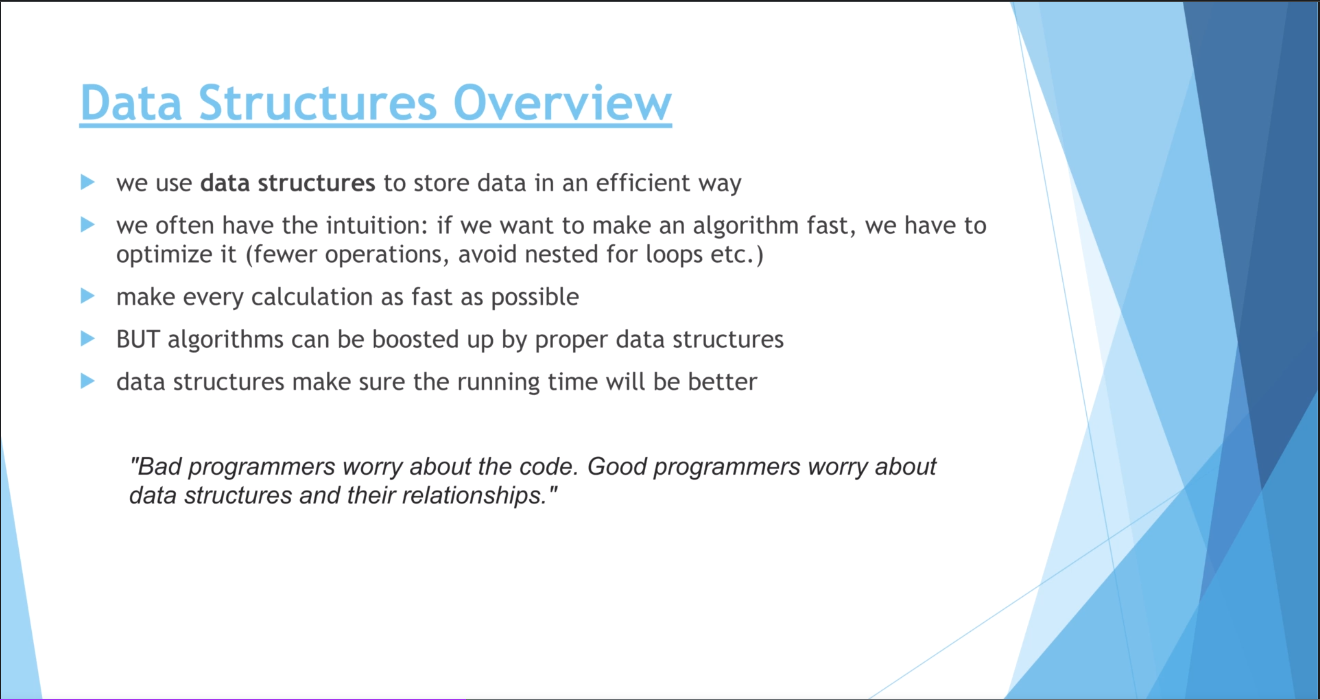 Data Structures Overview
we use data structures to store data in an efficient way
we often have the intuition: if we want to make an algorithm fast, we have to
optimize it (fewer operations, avoid nested for loops etc.)
make every calculation as fast as possible
BUT algorithms can be boosted up by proper data structures
data structures make sure the running time will be better
"Bad programmers worry about the code. Good programmers worry about
data structures and their relationships."